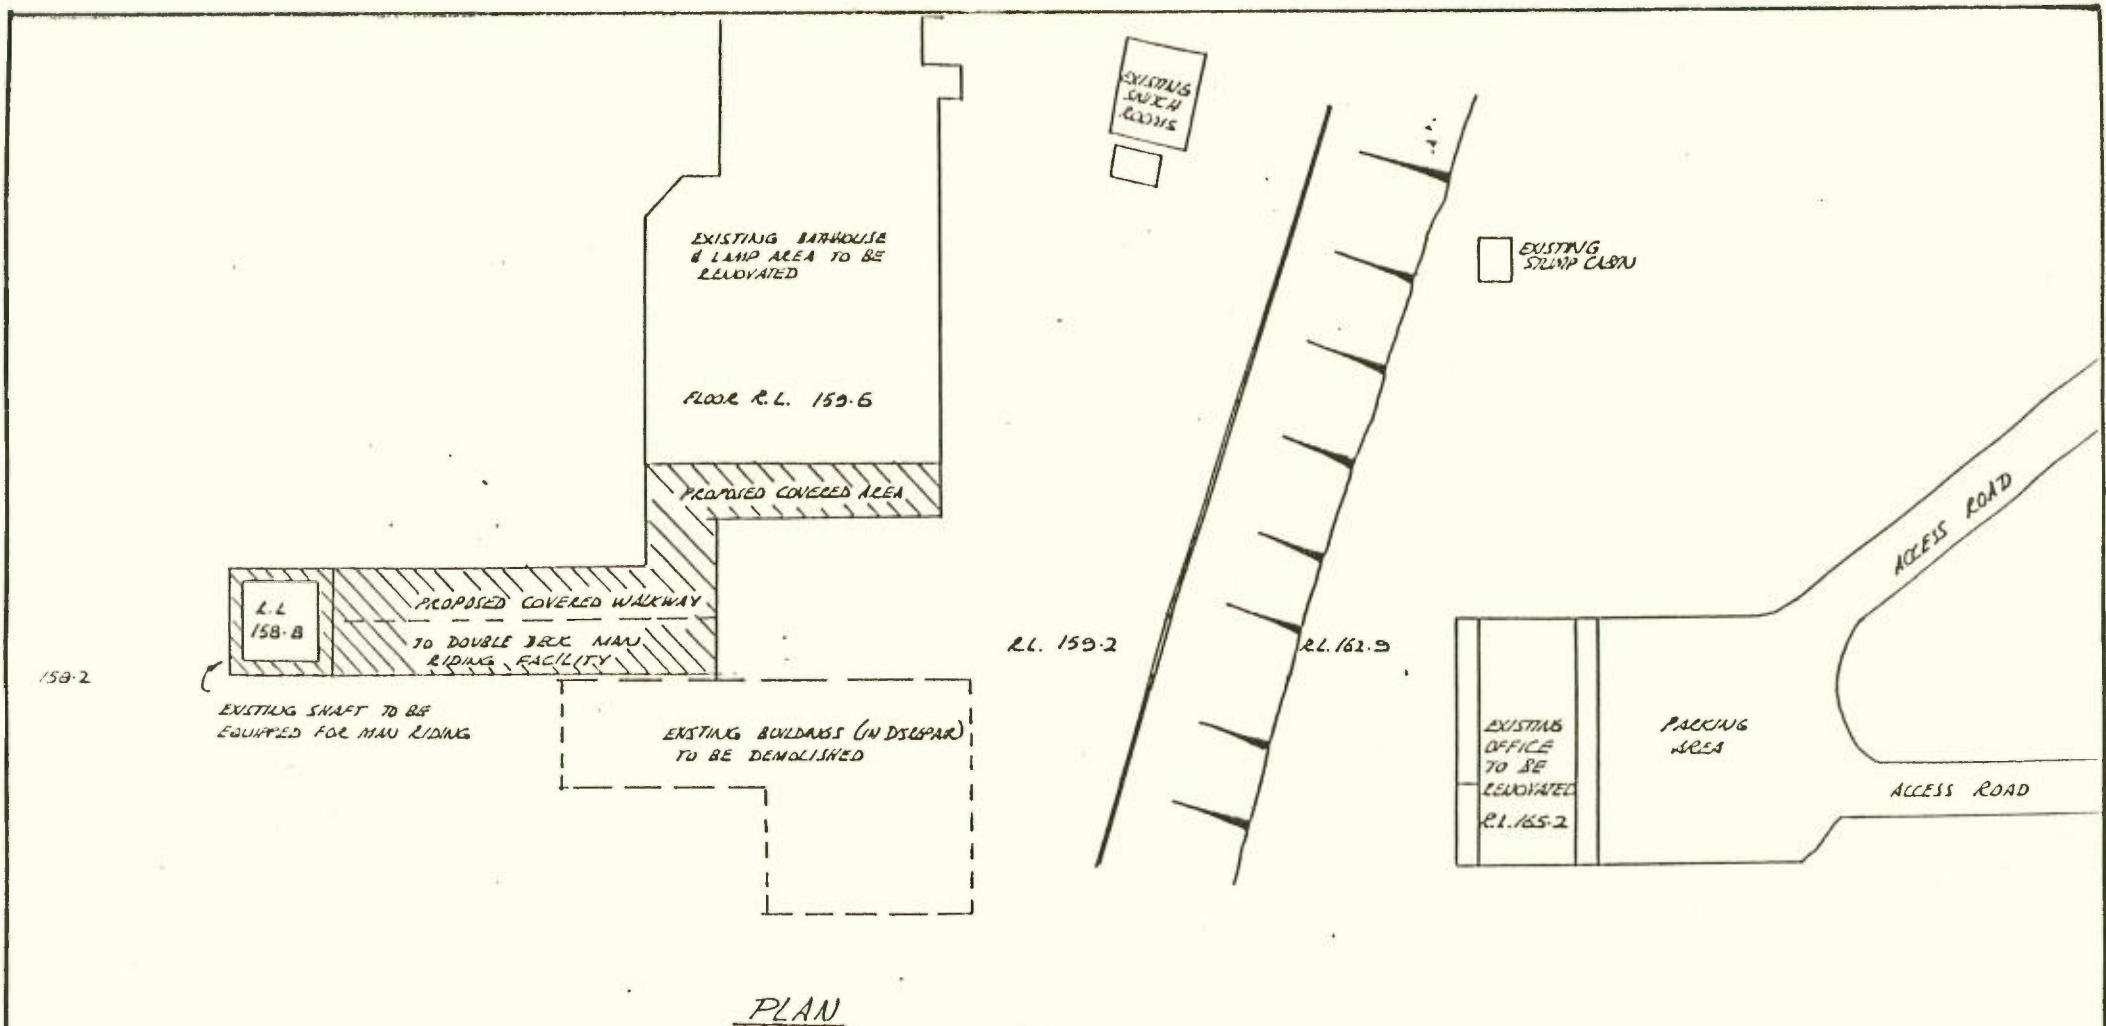 EXISTING
SWITCH
ROOMS
EXISTING BATHHOUSE
& LAMP AREA TO BE
RENOVATED
EXISTING
CABIN
FLOOR R.L. 159.6
PROPOSED COVERED AREA
ACCESS ROAD
R.L
158.8
PROPOSED COVERED WALKWAY
TO DOUBLE DECK MAN
RIDING FACILITY
158.2
EXISTING SHAFT TO BE
EQUIPPED FOR MAN RIDING
EXISTING BUILDINGS (IN DISREPAIR)
TO BE DEMOLISHED
R.L. 159.2
R.L. 162.9
EXISTING
OFFICE
TO BE
RENOVATED
R.L. 165.2
PARKING
AREA
ACCESS ROAD
PLAN